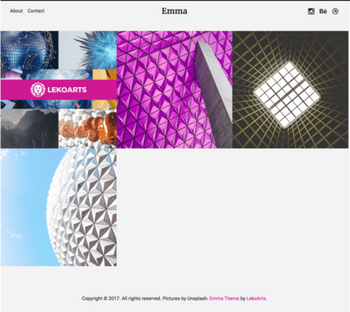 About Contact
Emma
Bē
LEKOARTS
Copyright © 2017. All rights reserved. Pictures by Unsplash. Emma Theme by LekoArts.